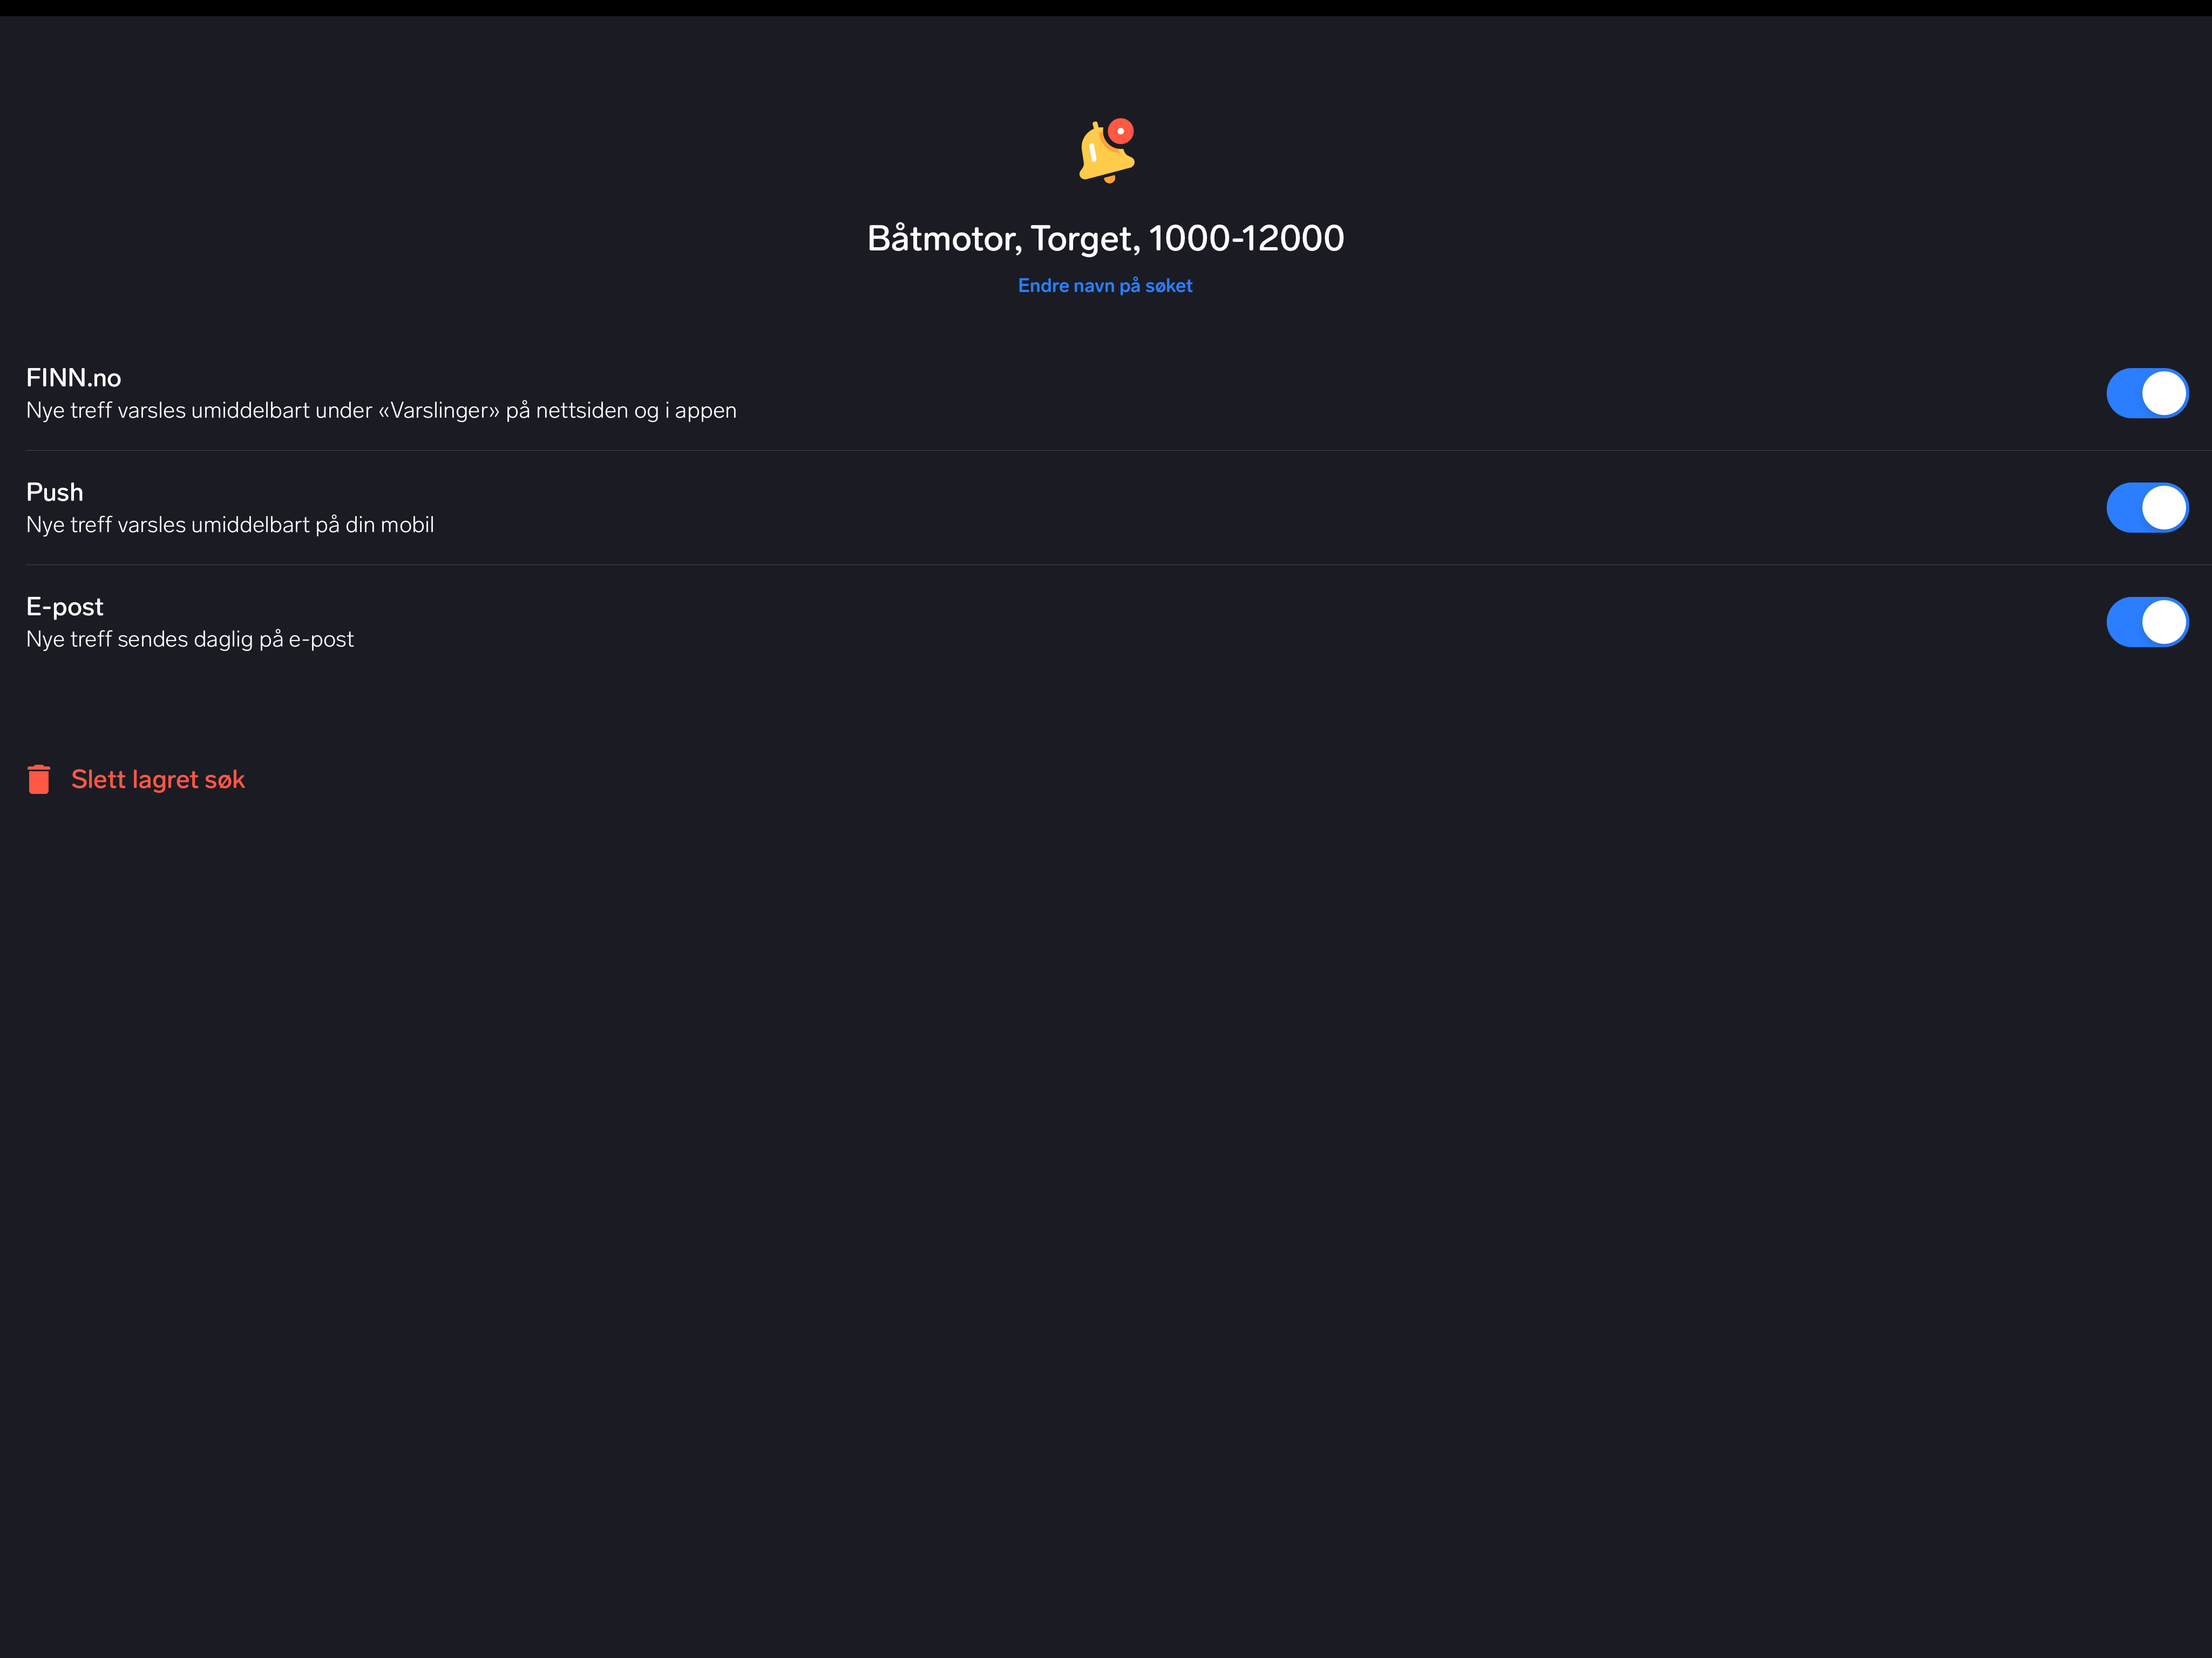 Båtmotor, Torget, 1000-12000
Endre navn på søket
FINN.no
Nye treff varsles umiddelbart under «Varslinger» på nettsiden og i appen
Push
Nye treff varsles umiddelbart på din mobil
E-post
Nye treff sendes daglig på e-post
Slett lagret søk